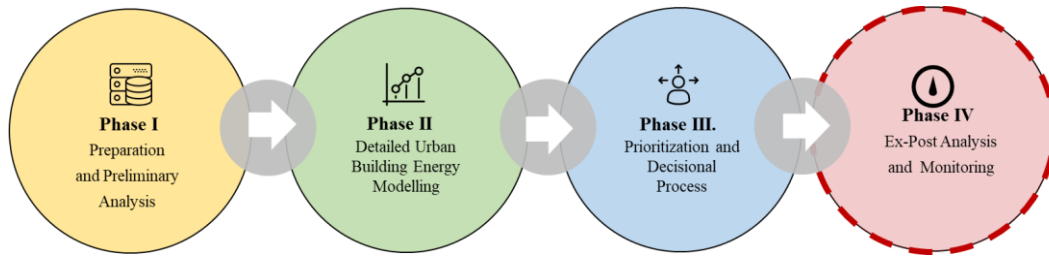 Phase I
Preparation
and Preliminary
Analysis
Phase II
Detailed Urban
Building Energy
Modelling
Phase III.
Prioritization and
Decisional
Process
Phase IV
Ex-Post Analysis
and Monitoring